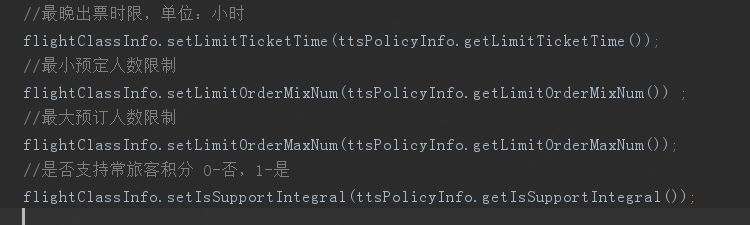 //最晚出票时限，单位：小时
flightClassInfo.setLimitTicketTime(ttsPolicyInfo.getLimitTicketTime());
//最小预定人数限制
flightClassInfo.setLimitOrderMixNum(ttsPolicyInfo.getLimitOrderMixNum()) ;
//最大预订人数限制
flightClassInfo.setLimitOrderMaxNum(ttsPolicyInfo.getLimitOrderMaxNum());
//是否支持常旅客积分 0-否，1-是
flightClassInfo.setIsSupportIntegral(ttsPolicyInfo.getIsSupportIntegral());